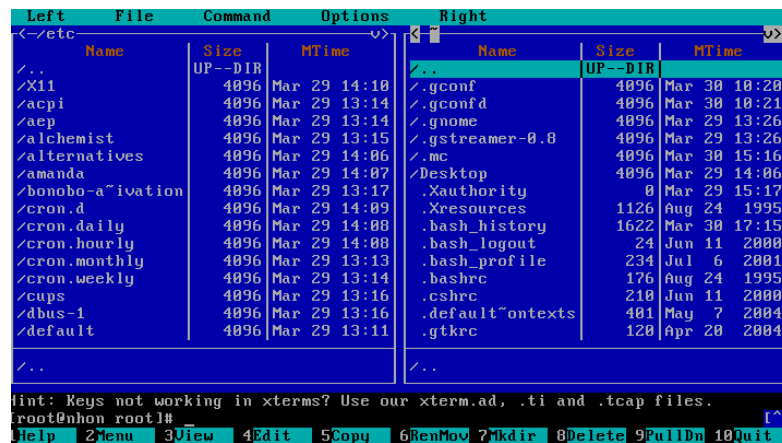 Left File Command Options Right
<-/etc v>
Name Size MTime
/.. UP--DIR
/X11 4096 Mar 29 14:10
/acpi 4096 Mar 29 13:14
/aep 4096 Mar 29 13:14
/alchemist 4096 Mar 29 13:15
/alternatives 4096 Mar 29 14:06
/amanda 4096 Mar 29 14:07
/bonobo-a~ivation 4096 Mar 29 13:17
/cron.d 4096 Mar 29 14:09
/cron.daily 4096 Mar 29 14:08
/cron.hourly 4096 Mar 29 14:08
/cron.monthly 4096 Mar 29 13:13
/cron.weekly 4096 Mar 29 13:14
/cups 4096 Mar 29 13:16
/dbus-1 4096 Mar 29 13:16
/default 4096 Mar 29 13:11
/..
<-~ v>
Name Size MTime
/.. UP--DIR
/.gconf 4096 Mar 30 10:20
/.gconfd 4096 Mar 30 10:21
/.gnome 4096 Mar 29 13:26
/.gstreamer-0.8 4096 Mar 29 13:26
/.mc 4096 Mar 30 15:16
/Desktop 4096 Mar 29 14:06
.Xauthority 0 Mar 29 15:17
.Xresources 1126 Aug 24 1995
.bash_history 1622 Mar 30 17:15
.bash_logout 24 Jun 11 2000
.bash_profile 234 Jul 6 2001
.bashrc 176 Aug 24 1995
.cshrc 210 Jun 11 2000
.default~ontexts 401 May 7 2004
.gtkrc 120 Apr 20 2004
/..
Hint: Keys not working in xterms? Use our xterm.ad, .ti and .tcap files.
[root@nhon root]# _ [^
1Help 2Menu 3View 4Edit 5Copy 6RenMov 7Mkdir 8Delete 9PullDn 10Quit